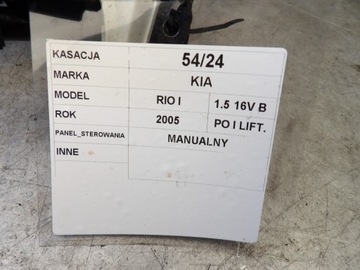 KASACJA 54/24
MARKA KIA
MODEL RIO I 1.5 16V B
ROK 2005 PO I LIFT.
PANEL_STEROWANIA MANUALNY
INNE